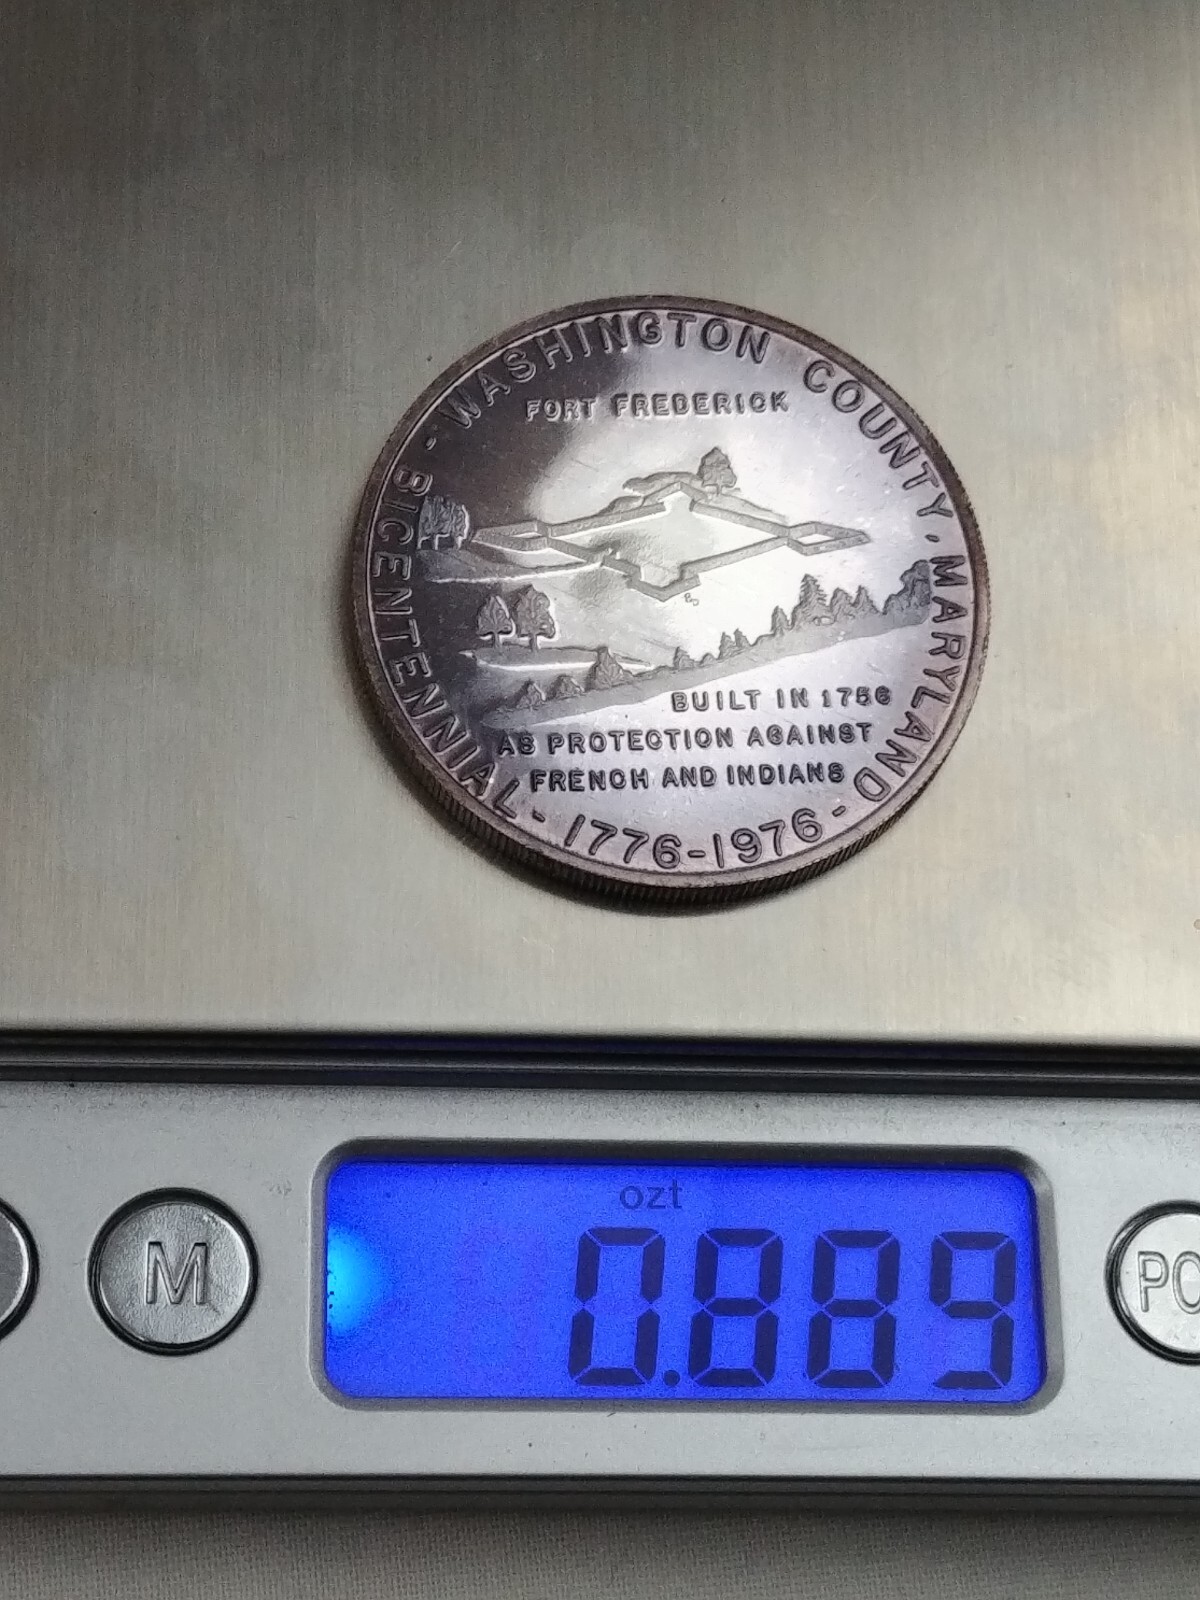 WASHINGTON COUNTY, MARYLAND
FORT FREDERICK
BUILT IN 1756
AS PROTECTION AGAINST
FRENCH AND INDIANS
- BICENTENNIAL - 1776-1976 -
ozt
0.889
M